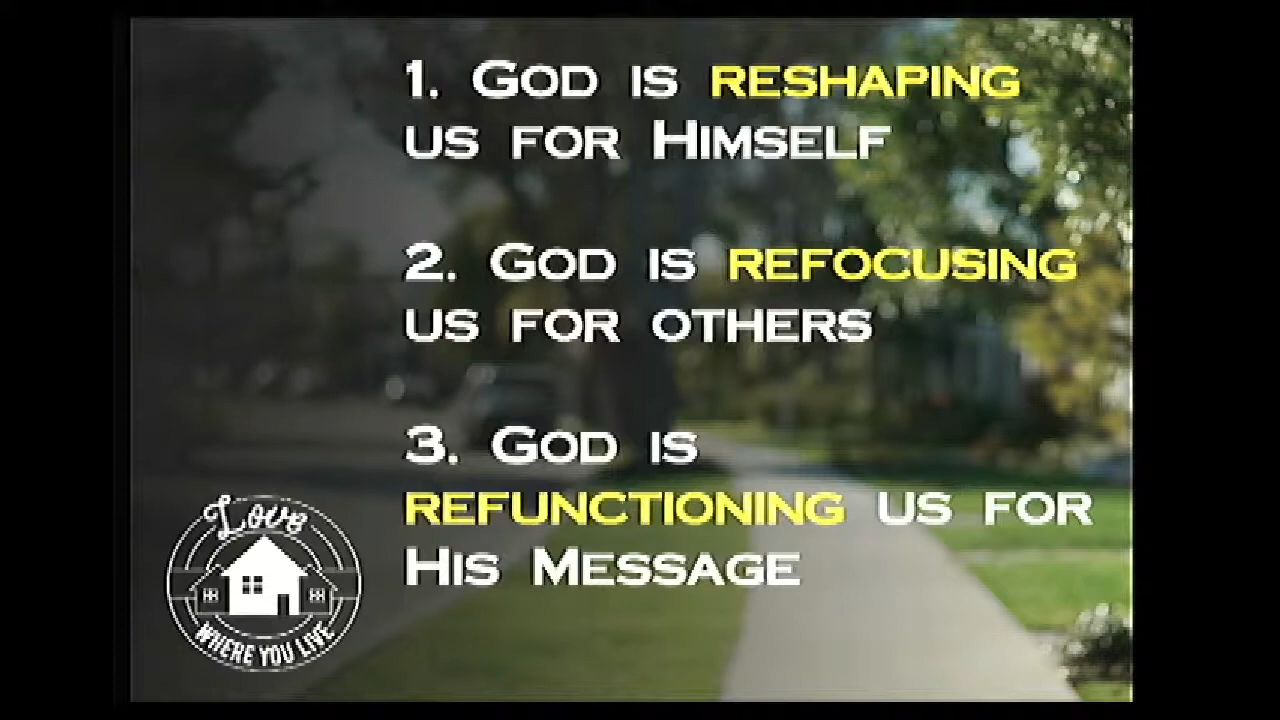 1. God is RESHAPING
us for Himself
2. God is REFOCUSING
us for others
3. God is
REFUNCTIONING us for
His Message
Love
WHERE YOU LIVE